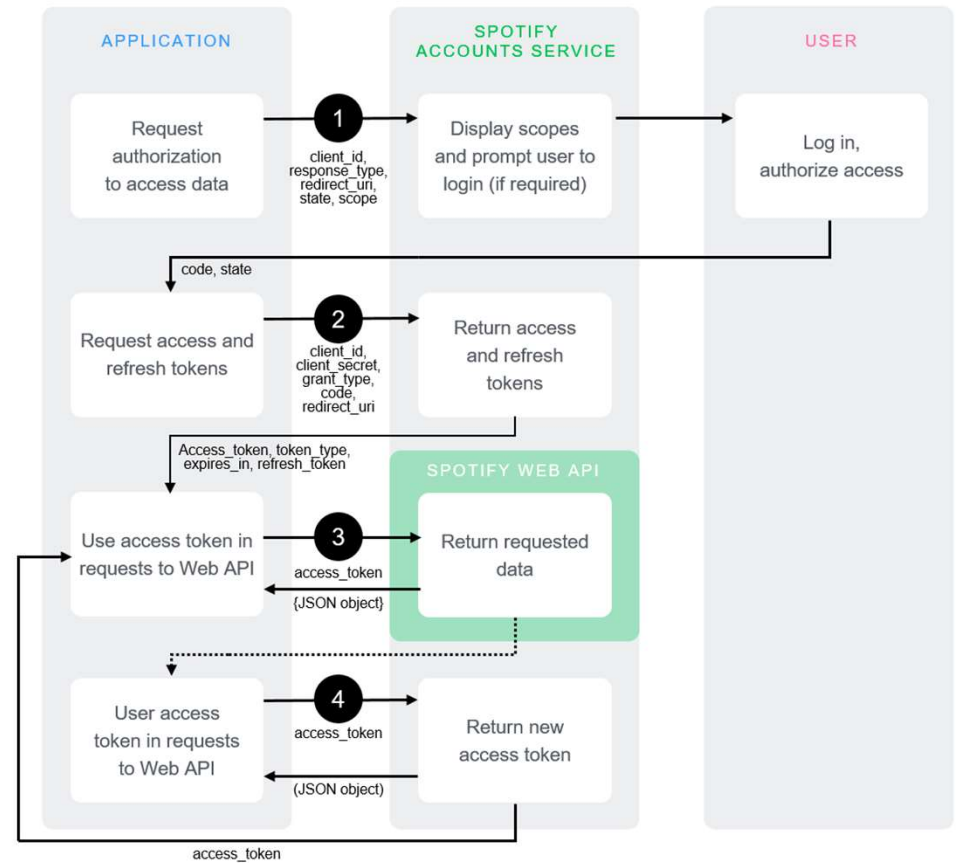 APPLICATION
SPOTIFY
ACCOUNTS SERVICE
USER
Request
authorization
to access data
1
client_id,
response_type,
redirect_uri,
state, scope
Display scopes
and prompt user to
login (if required)
Log in,
authorize access
code, state
Request access and
refresh tokens
2
client_id,
client_secret,
grant_type,
code,
redirect_uri
Return access
and refresh
tokens
Access_token, token_type,
expires_in, refresh_token
SPOTIFY WEB API
Use access token in
requests to Web API
3
access_token
{JSON object}
Return requested
data
User access
token in requests
to Web API
4
access_token
(JSON object)
Return new
access token
access_token